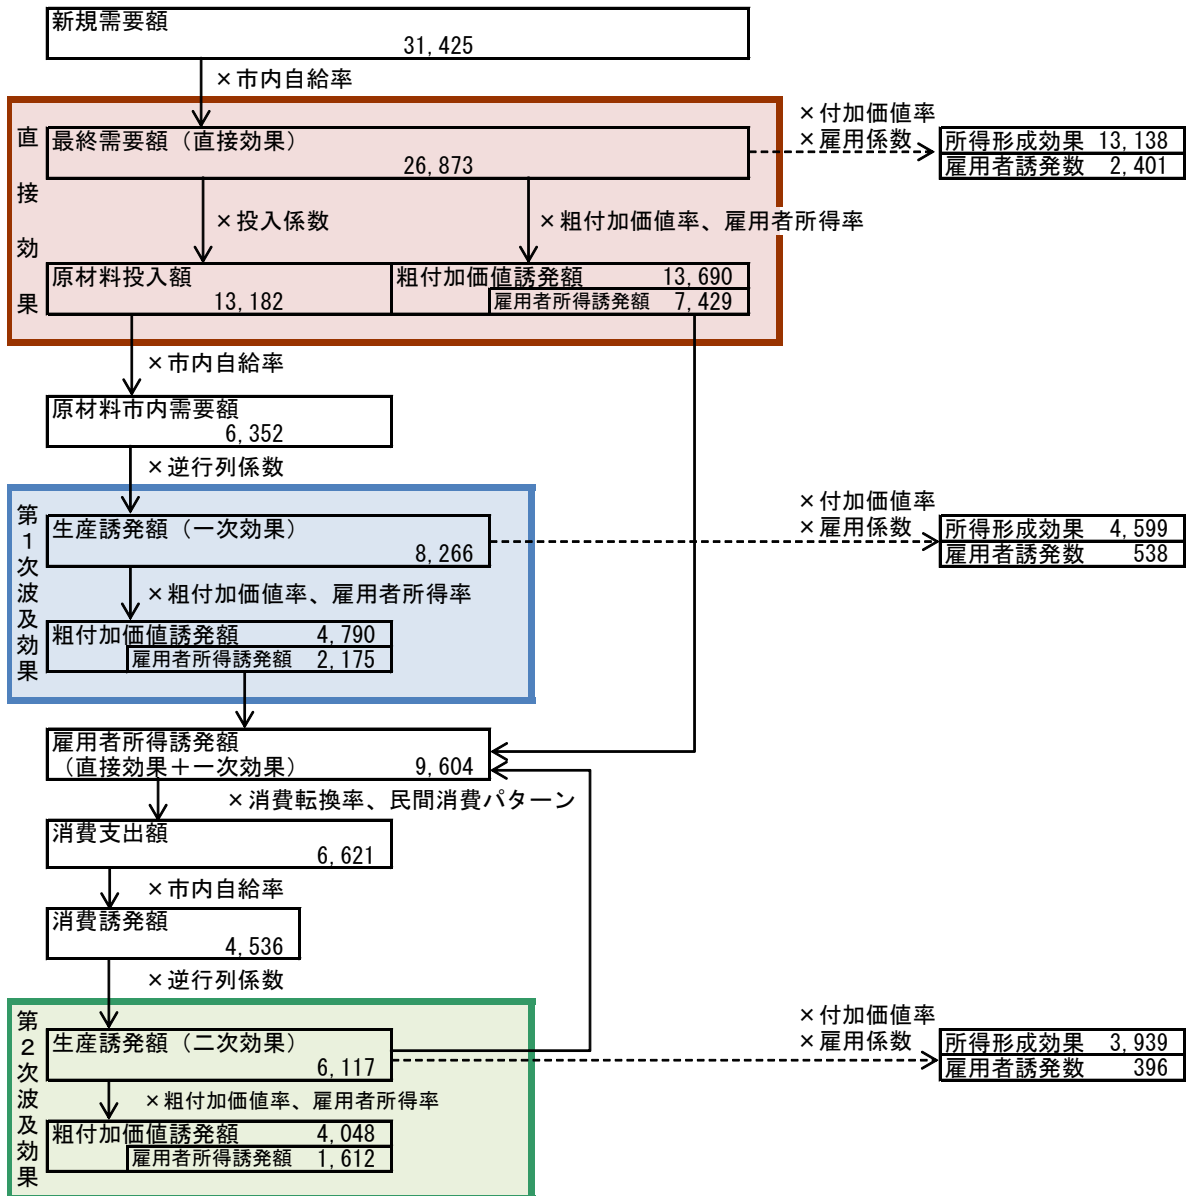 新規需要額
31,425
×市内自給率
直接効果
最終需要額（直接効果）
26,873
×付加価値率
×雇用係数
所得形成効果 13,138
雇用者誘発数 2,401
×投入係数
×粗付加価値率、雇用者所得率
原材料投入額
13,182
粗付加価値誘発額 13,690
雇用者所得誘発額 7,429
×市内自給率
原材料市内需要額
6,352
×逆行列係数
第1次波及効果
生産誘発額（一次効果）
8,266
×付加価値率
×雇用係数
所得形成効果 4,599
雇用者誘発数 538
×粗付加価値率、雇用者所得率
粗付加価値誘発額 4,790
雇用者所得誘発額 2,175
雇用者所得誘発額
（直接効果＋一次効果） 9,604
×消費転換率、民間消費パターン
消費支出額
6,621
×市内自給率
消費誘発額
4,536
×逆行列係数
第２次波及効果
生産誘発額（二次効果）
6,117
×付加価値率
×雇用係数
所得形成効果 3,939
雇用者誘発数 396
×粗付加価値率、雇用者所得率
粗付加価値誘発額 4,048
雇用者所得誘発額 1,612